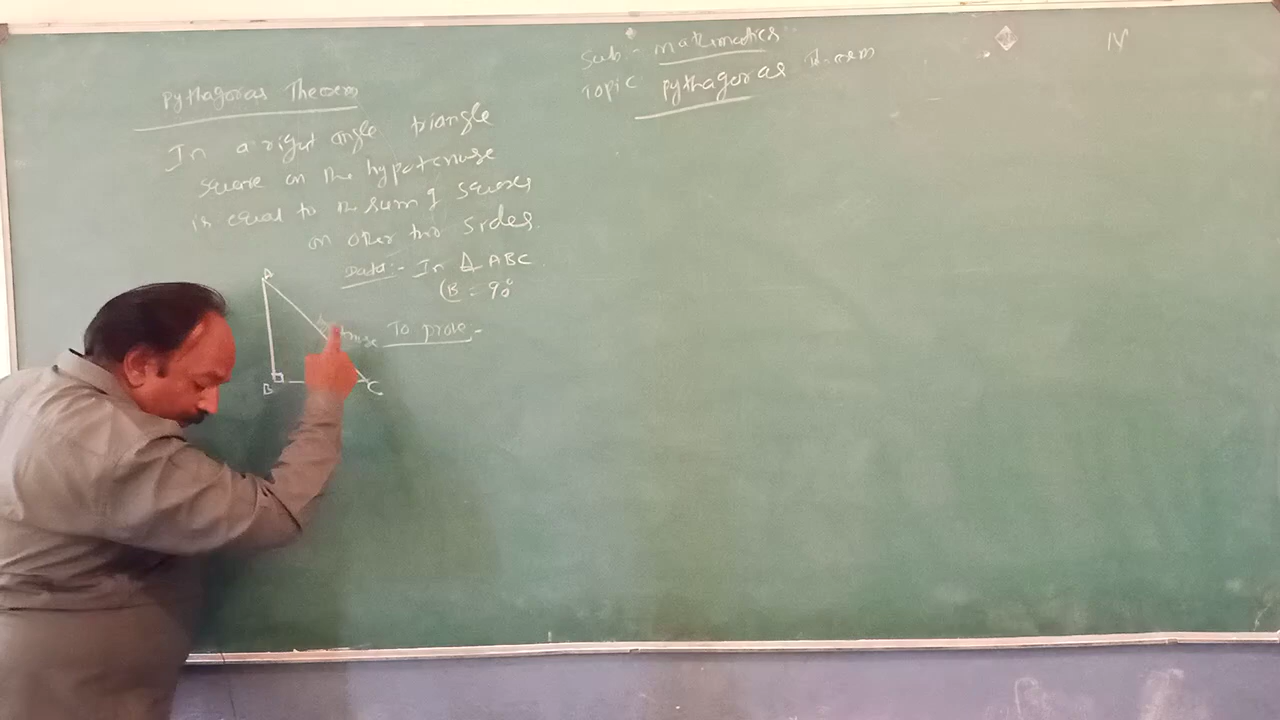 Sub:- mathematics
Topic Pythagoras Theorem
Pythagoras Theorem
In a right angle triangle
square on the hypotenuse
is equal to the sum of squares
on other two sides.
Data:- In △ ABC
B = 90°
To prove -
A
B
C